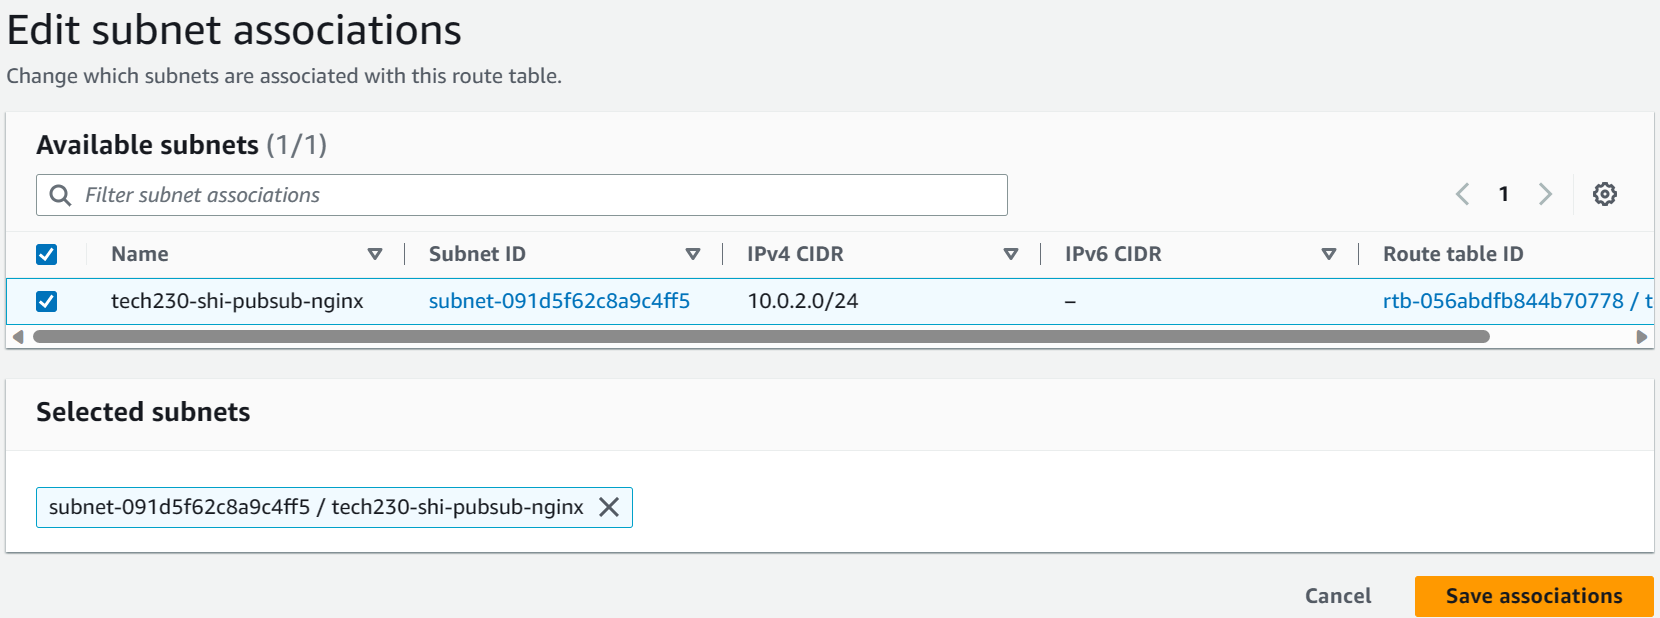 Edit subnet associations
Change which subnets are associated with this route table.
Available subnets (1/1)
Filter subnet associations
1
Name Subnet ID IPv4 CIDR IPv6 CIDR Route table ID
tech230-shi-pubsub-nginx subnet-091d5f62c8a9c4ff5 10.0.2.0/24 – rtb-056abdfb844b70778 / t
Selected subnets
subnet-091d5f62c8a9c4ff5 / tech230-shi-pubsub-nginx
Cancel Save associations